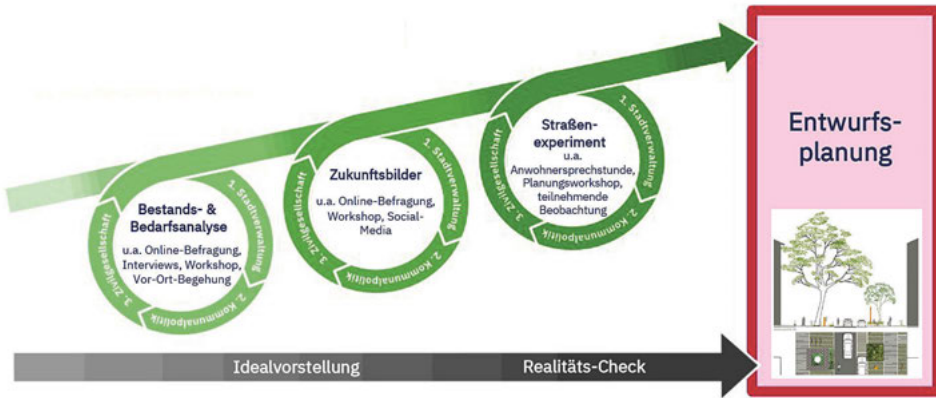 Bestands- &
Bedarfsanalyse
u.a. Online-Befragung,
Interviews, Workshop,
Vor-Ort-Begehung
1. Stadtverwaltung
2. Kommunalpolitik
3. Zivilgesellschaft
Zukunftsbilder
u.a. Online-Befragung,
Workshop, Social-
Media
1. Stadtverwaltung
2. Kommunalpolitik
3. Zivilgesellschaft
Straßen-
experiment
u.a.
Anwohnersprechstunde,
Planungsworkshop,
teilnehmende
Beobachtung
1. Stadtverwaltung
2. Kommunalpolitik
3. Zivilgesellschaft
Entwurfs-
planung
Idealvorstellung
Realitäts-Check